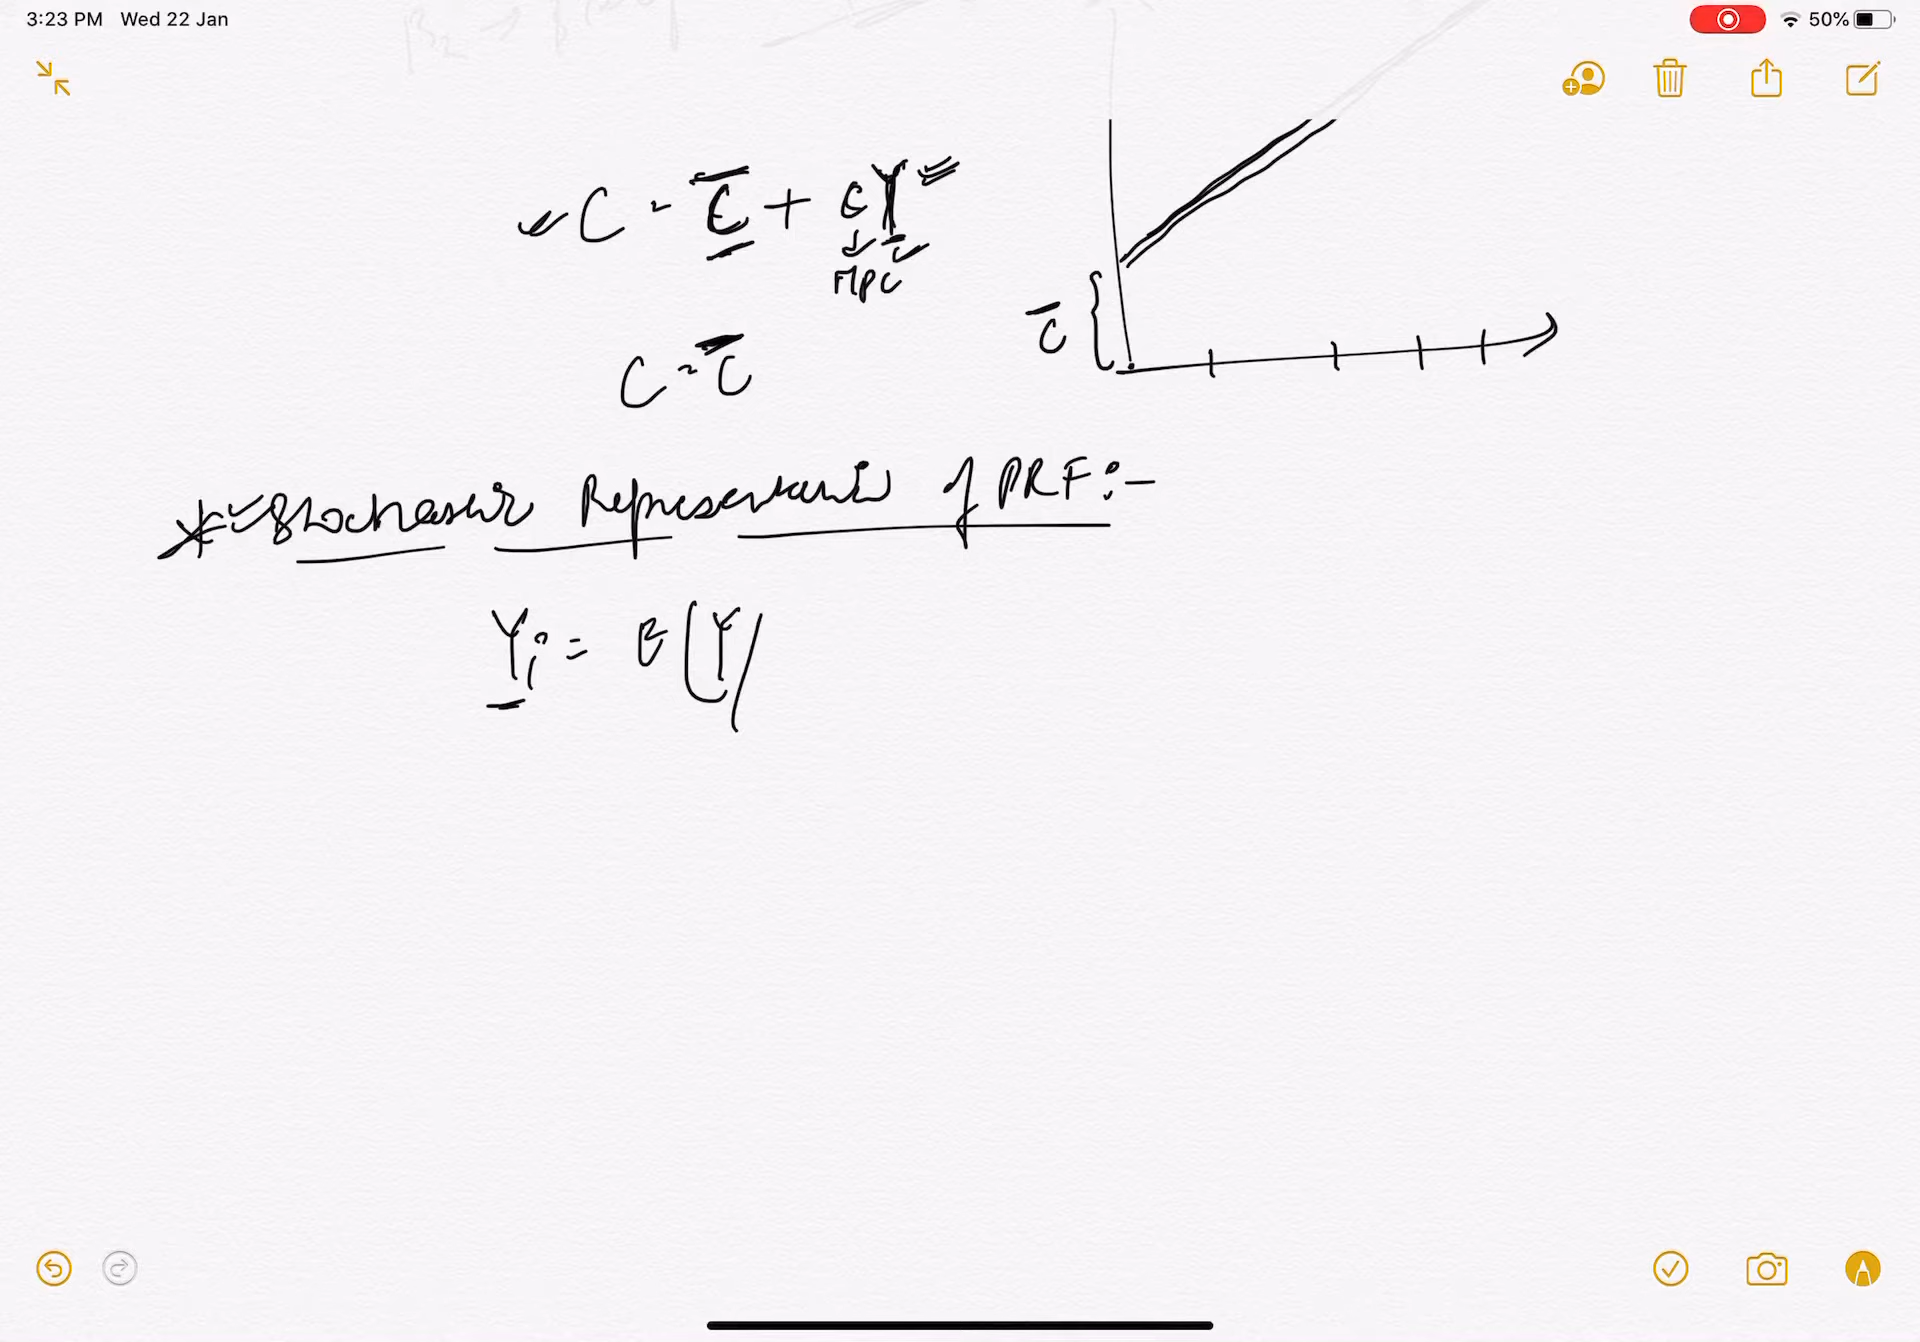 3:23 PM Wed 22 Jan 50%
C = C̅ + cY
MPC
C = C̅
C̅
* Stochastic Representation of PRF :-
Yi = E(Y/